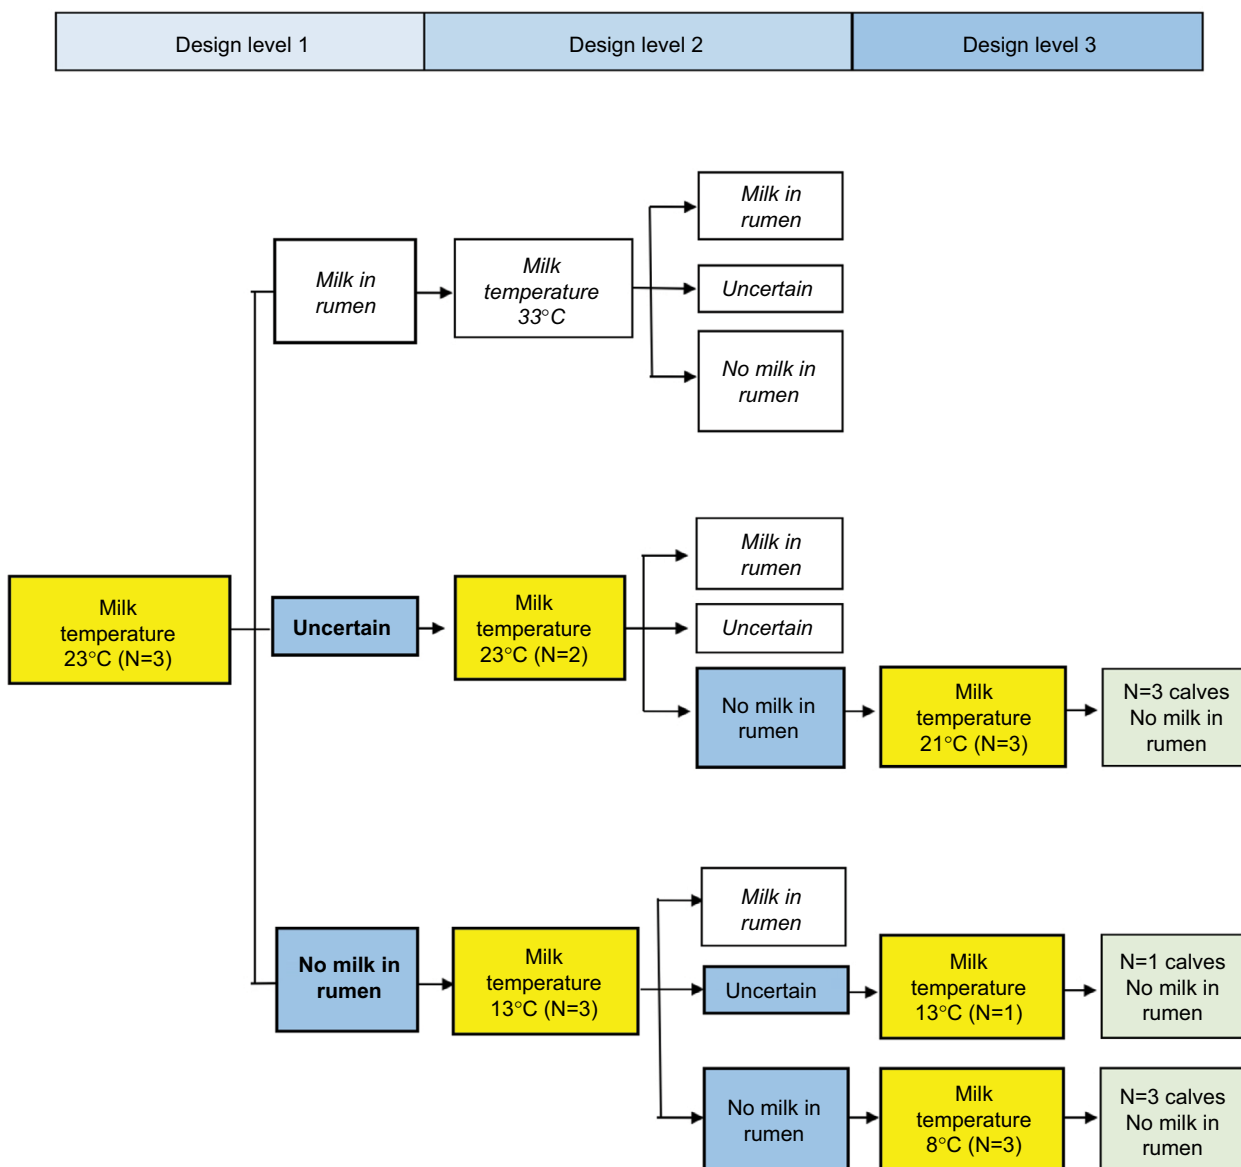 Design level 1
Design level 2
Design level 3
Milk in
rumen
Milk in
rumen
Milk
temperature
33°C
Uncertain
No milk in
rumen
Milk in
rumen
Milk
temperature
23°C (N=3)
Uncertain
Milk
temperature
23°C (N=2)
Uncertain
No milk in
rumen
Milk
temperature
21°C (N=3)
N=3 calves
No milk in
rumen
Milk in
rumen
No milk in
rumen
Milk
temperature
13°C (N=3)
Uncertain
Milk
temperature
13°C (N=1)
N=1 calves
No milk in
rumen
No milk in
rumen
Milk
temperature
8°C (N=3)
N=3 calves
No milk in
rumen